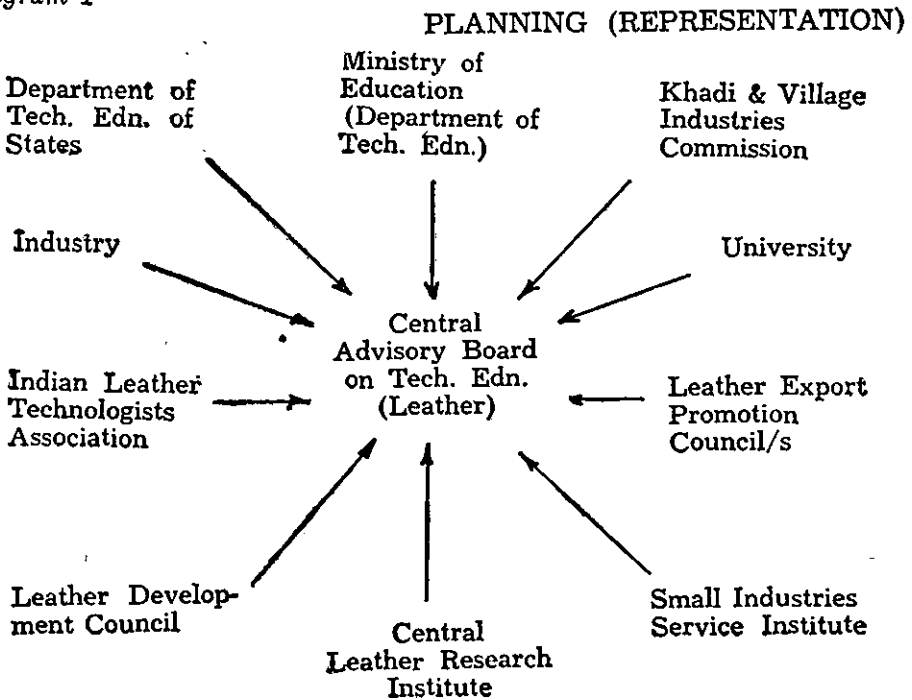 PLANNING (REPRESENTATION)
Department of
Tech. Edn. of
States
Ministry of
Education
(Department of
Tech. Edn.)
Khadi & Village
Industries
Commission
Industry
University
Central
Advisory Board
on Tech. Edn.
(Leather)
Indian Leather
Technologists
Association
Leather Export
Promotion
Council/s
Leather Develop-
ment Council
Central
Leather Research
Institute
Small Industries
Service Institute